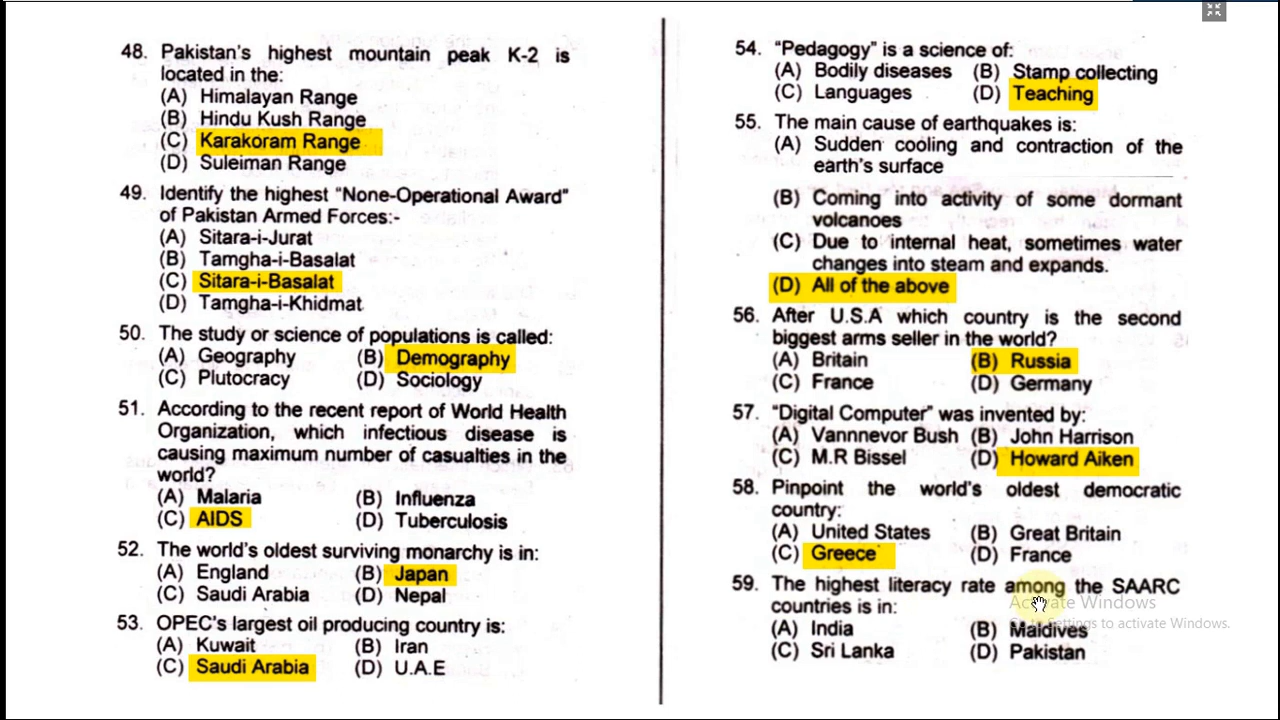 48. Pakistan's highest mountain peak K-2 is
located in the:
(A) Himalayan Range
(B) Hindu Kush Range
(C) Karakoram Range
(D) Suleiman Range
49. Identify the highest "None-Operational Award"
of Pakistan Armed Forces:-
(A) Sitara-i-Jurat
(B) Tamgha-i-Basalat
(C) Sitara-i-Basalat
(D) Tamgha-i-Khidmat
50. The study or science of populations is called:
(A) Geography (B) Demography
(C) Plutocracy (D) Sociology
51. According to the recent report of World Health
Organization, which infectious disease is
causing maximum number of casualties in the
world?
(A) Malaria (B) Influenza
(C) AIDS (D) Tuberculosis
52. The world's oldest surviving monarchy is in:
(A) England (B) Japan
(C) Saudi Arabia (D) Nepal
53. OPEC's largest oil producing country is:
(A) Kuwait (B) Iran
(C) Saudi Arabia (D) U.A.E
54. "Pedagogy" is a science of:
(A) Bodily diseases (B) Stamp collecting
(C) Languages (D) Teaching
55. The main cause of earthquakes is:
(A) Sudden cooling and contraction of the
earth's surface
(B) Coming into activity of some dormant
volcanoes
(C) Due to internal heat, sometimes water
changes into steam and expands.
(D) All of the above
56. After U.S.A which country is the second
biggest arms seller in the world?
(A) Britain (B) Russia
(C) France (D) Germany
57. "Digital Computer" was invented by:
(A) Vannnevor Bush (B) John Harrison
(C) M.R Bissel (D) Howard Aiken
58. Pinpoint the world's oldest democratic
country:
(A) United States (B) Great Britain
(C) Greece (D) France
59. The highest literacy rate among the SAARC
countries is in:
(A) India (B) Maldives
(C) Sri Lanka (D) Pakistan
Activate Windows
Go to Settings to activate Windows.